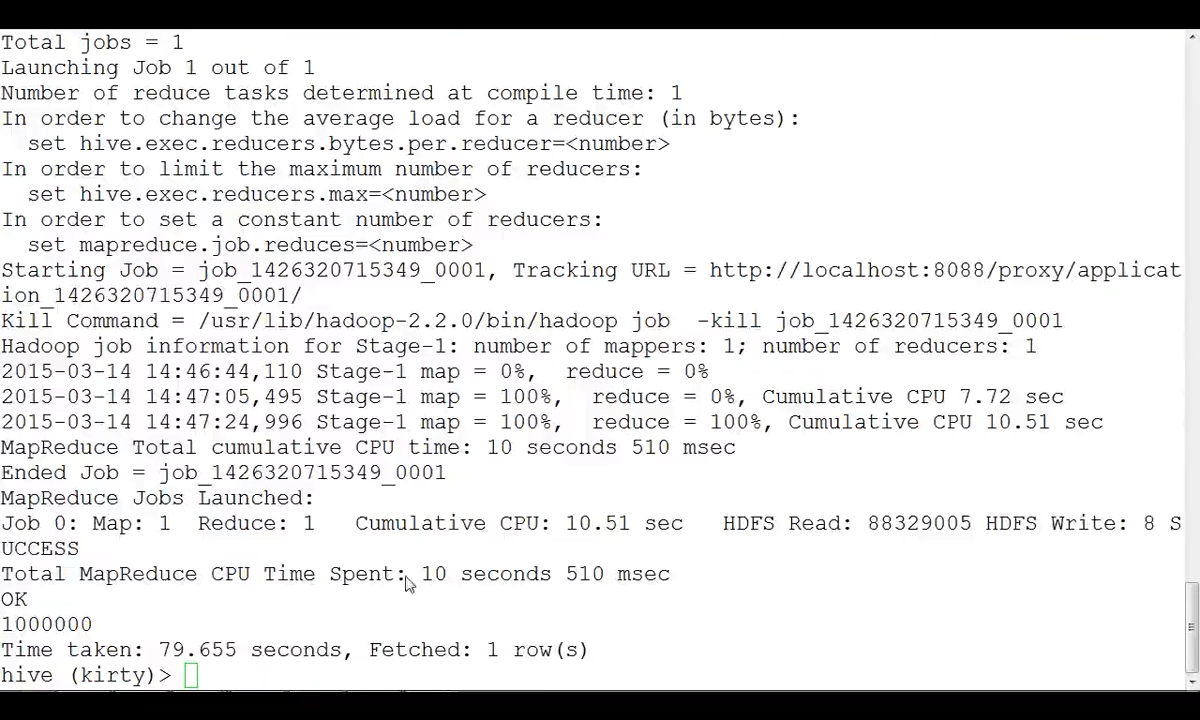 Total jobs = 1
Launching Job 1 out of 1
Number of reduce tasks determined at compile time: 1
In order to change the average load for a reducer (in bytes):
  set hive.exec.reducers.bytes.per.reducer=<number>
In order to limit the maximum number of reducers:
  set hive.exec.reducers.max=<number>
In order to set a constant number of reducers:
  set mapreduce.job.reduces=<number>
Starting Job = job_1426320715349_0001, Tracking URL = http://localhost:8088/proxy/applicat
ion_1426320715349_0001/
Kill Command = /usr/lib/hadoop-2.2.0/bin/hadoop job  -kill job_1426320715349_0001
Hadoop job information for Stage-1: number of mappers: 1; number of reducers: 1
2015-03-14 14:46:44,110 Stage-1 map = 0%,  reduce = 0%
2015-03-14 14:47:05,495 Stage-1 map = 100%,  reduce = 0%, Cumulative CPU 7.72 sec
2015-03-14 14:47:24,996 Stage-1 map = 100%,  reduce = 100%, Cumulative CPU 10.51 sec
MapReduce Total cumulative CPU time: 10 seconds 510 msec
Ended Job = job_1426320715349_0001
MapReduce Jobs Launched:
Job 0: Map: 1  Reduce: 1   Cumulative CPU: 10.51 sec   HDFS Read: 88329005 HDFS Write: 8 S
UCCESS
Total MapReduce CPU Time Spent: 10 seconds 510 msec
OK
1000000
Time taken: 79.655 seconds, Fetched: 1 row(s)
hive (kirty)>